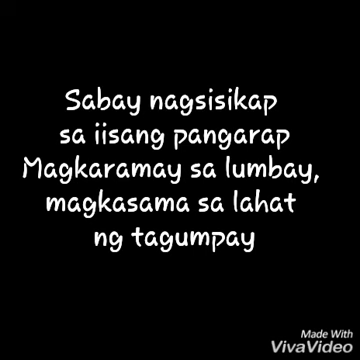 Sabay nagsisikap
sa iisang pangarap
Magkaramay sa lumbay,
magkasama sa lahat
ng tagumpay
Made With
VivaVideo